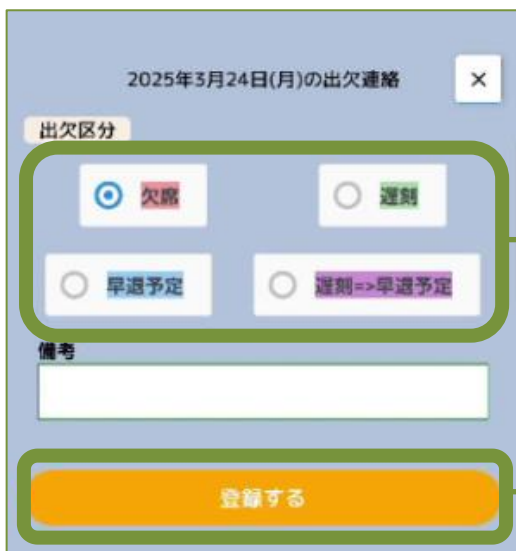 2025年3月24日(月)の出欠連絡
×
出欠区分
欠席 遅刻
早退予定 遅刻=>早退予定
備考
登録する